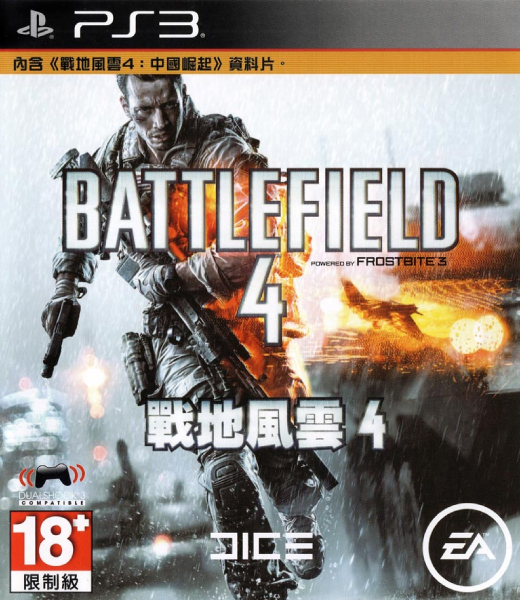 PS3
內含《戰地風雲4：中國崛起》資料片。
BATTLEFIELD
POWERED BY FROSTBITE 3
4
戰地風雲 4
DUALSHOCK 3
COMPATIBLE
18+
限制級
DICE
EA